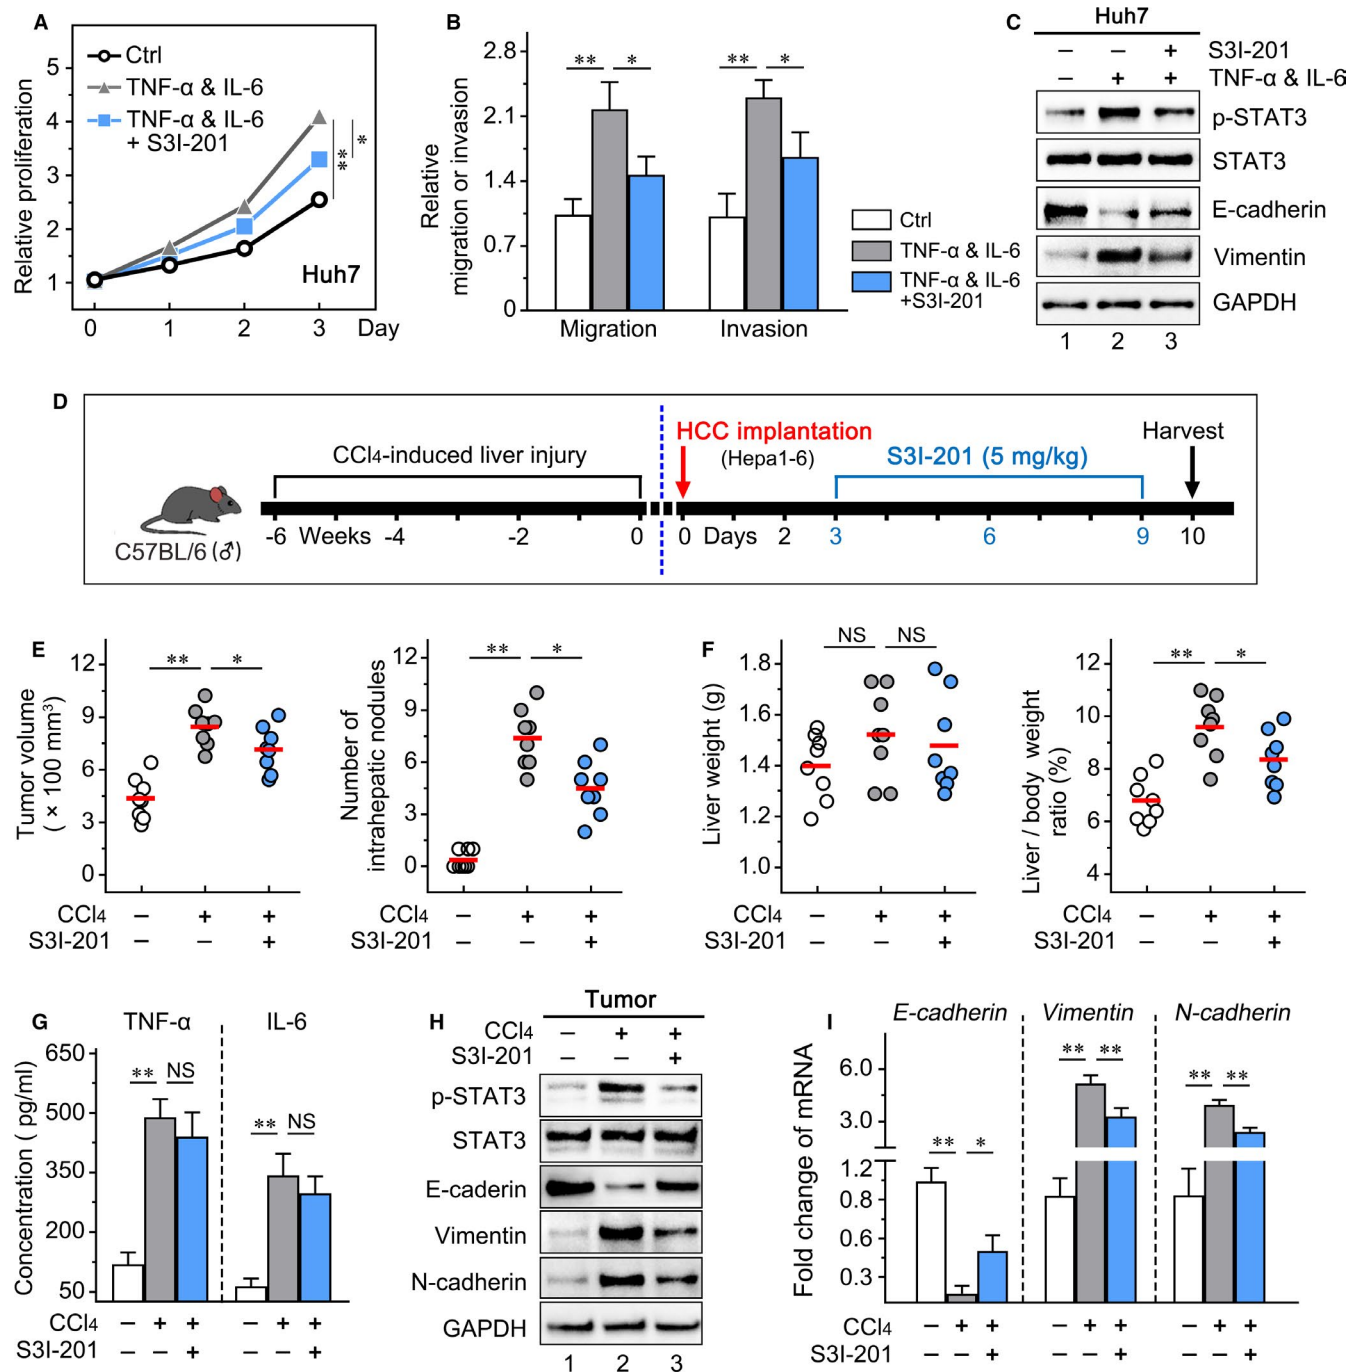 A
Ctrl
TNF-α & IL-6
TNF-α & IL-6
+ S3I-201
Relative proliferation
5
4
3
2
1
**
*
Huh7
0 1 2 3 Day
B
Relative
migration or invasion
2.8
2.1
1.4
0.7
0
** * ** *
Migration Invasion
Ctrl
TNF-α & IL-6
TNF-α & IL-6
+S3I-201
C
Huh7
– – + S3I-201
– + + TNF-α & IL-6
p-STAT3
STAT3
E-cadherin
Vimentin
GAPDH
1 2 3
D
CCl4-induced liver injury
HCC implantation
(Hepa1-6)
S3I-201 (5 mg/kg)
Harvest
C57BL/6 (♂)
-6 Weeks -4 -2 0 0 Days 2 3 6 9 10
E
Tumor volume
( × 100 mm³)
12
9
6
3
0
** *
CCl4 – + +
S3I-201 – – +
Number of
intrahepatic nodules
12
9
6
3
0
** *
– + +
– – +
F
Liver weight (g)
1.8
1.6
1.4
1.2
1.0
NS NS
CCl4 – + +
S3I-201 – – +
Liver / body weight
ratio (%)
12
10
8
6
4
** *
– + +
– – +
G
TNF-α IL-6
Concentration ( pg/ml)
650
500
350
200
50
** NS ** NS
CCl4 – + + – + +
S3I-201 – – + – – +
H
Tumor
CCl4 – + +
S3I-201 – – +
p-STAT3
STAT3
E-caderin
Vimentin
N-cadherin
GAPDH
1 2 3
I
E-cadherin Vimentin N-cadherin
Fold change of mRNA
6.0
3.0
1.2
0.8
0.6
0.3
** * ** ** ** **
CCl4 – + + – + + – + +
S3I-201 – – + – – + – – +